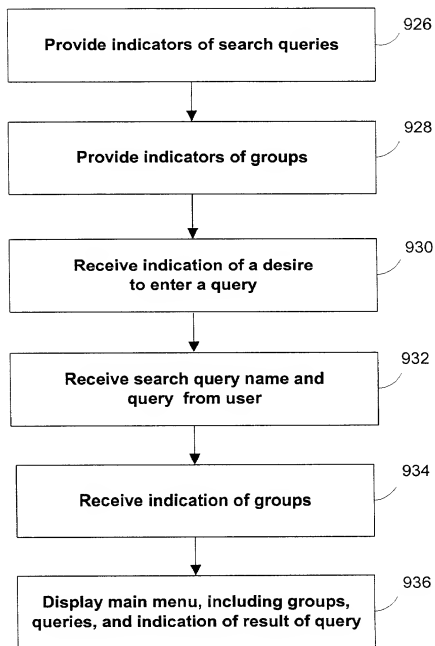 Provide indicators of search queries
926
Provide indicators of groups
928
Receive indication of a desire
to enter a query
930
Receive search query name and
query from user
932
Receive indication of groups
934
Display main menu, including groups,
queries, and indication of result of query
936